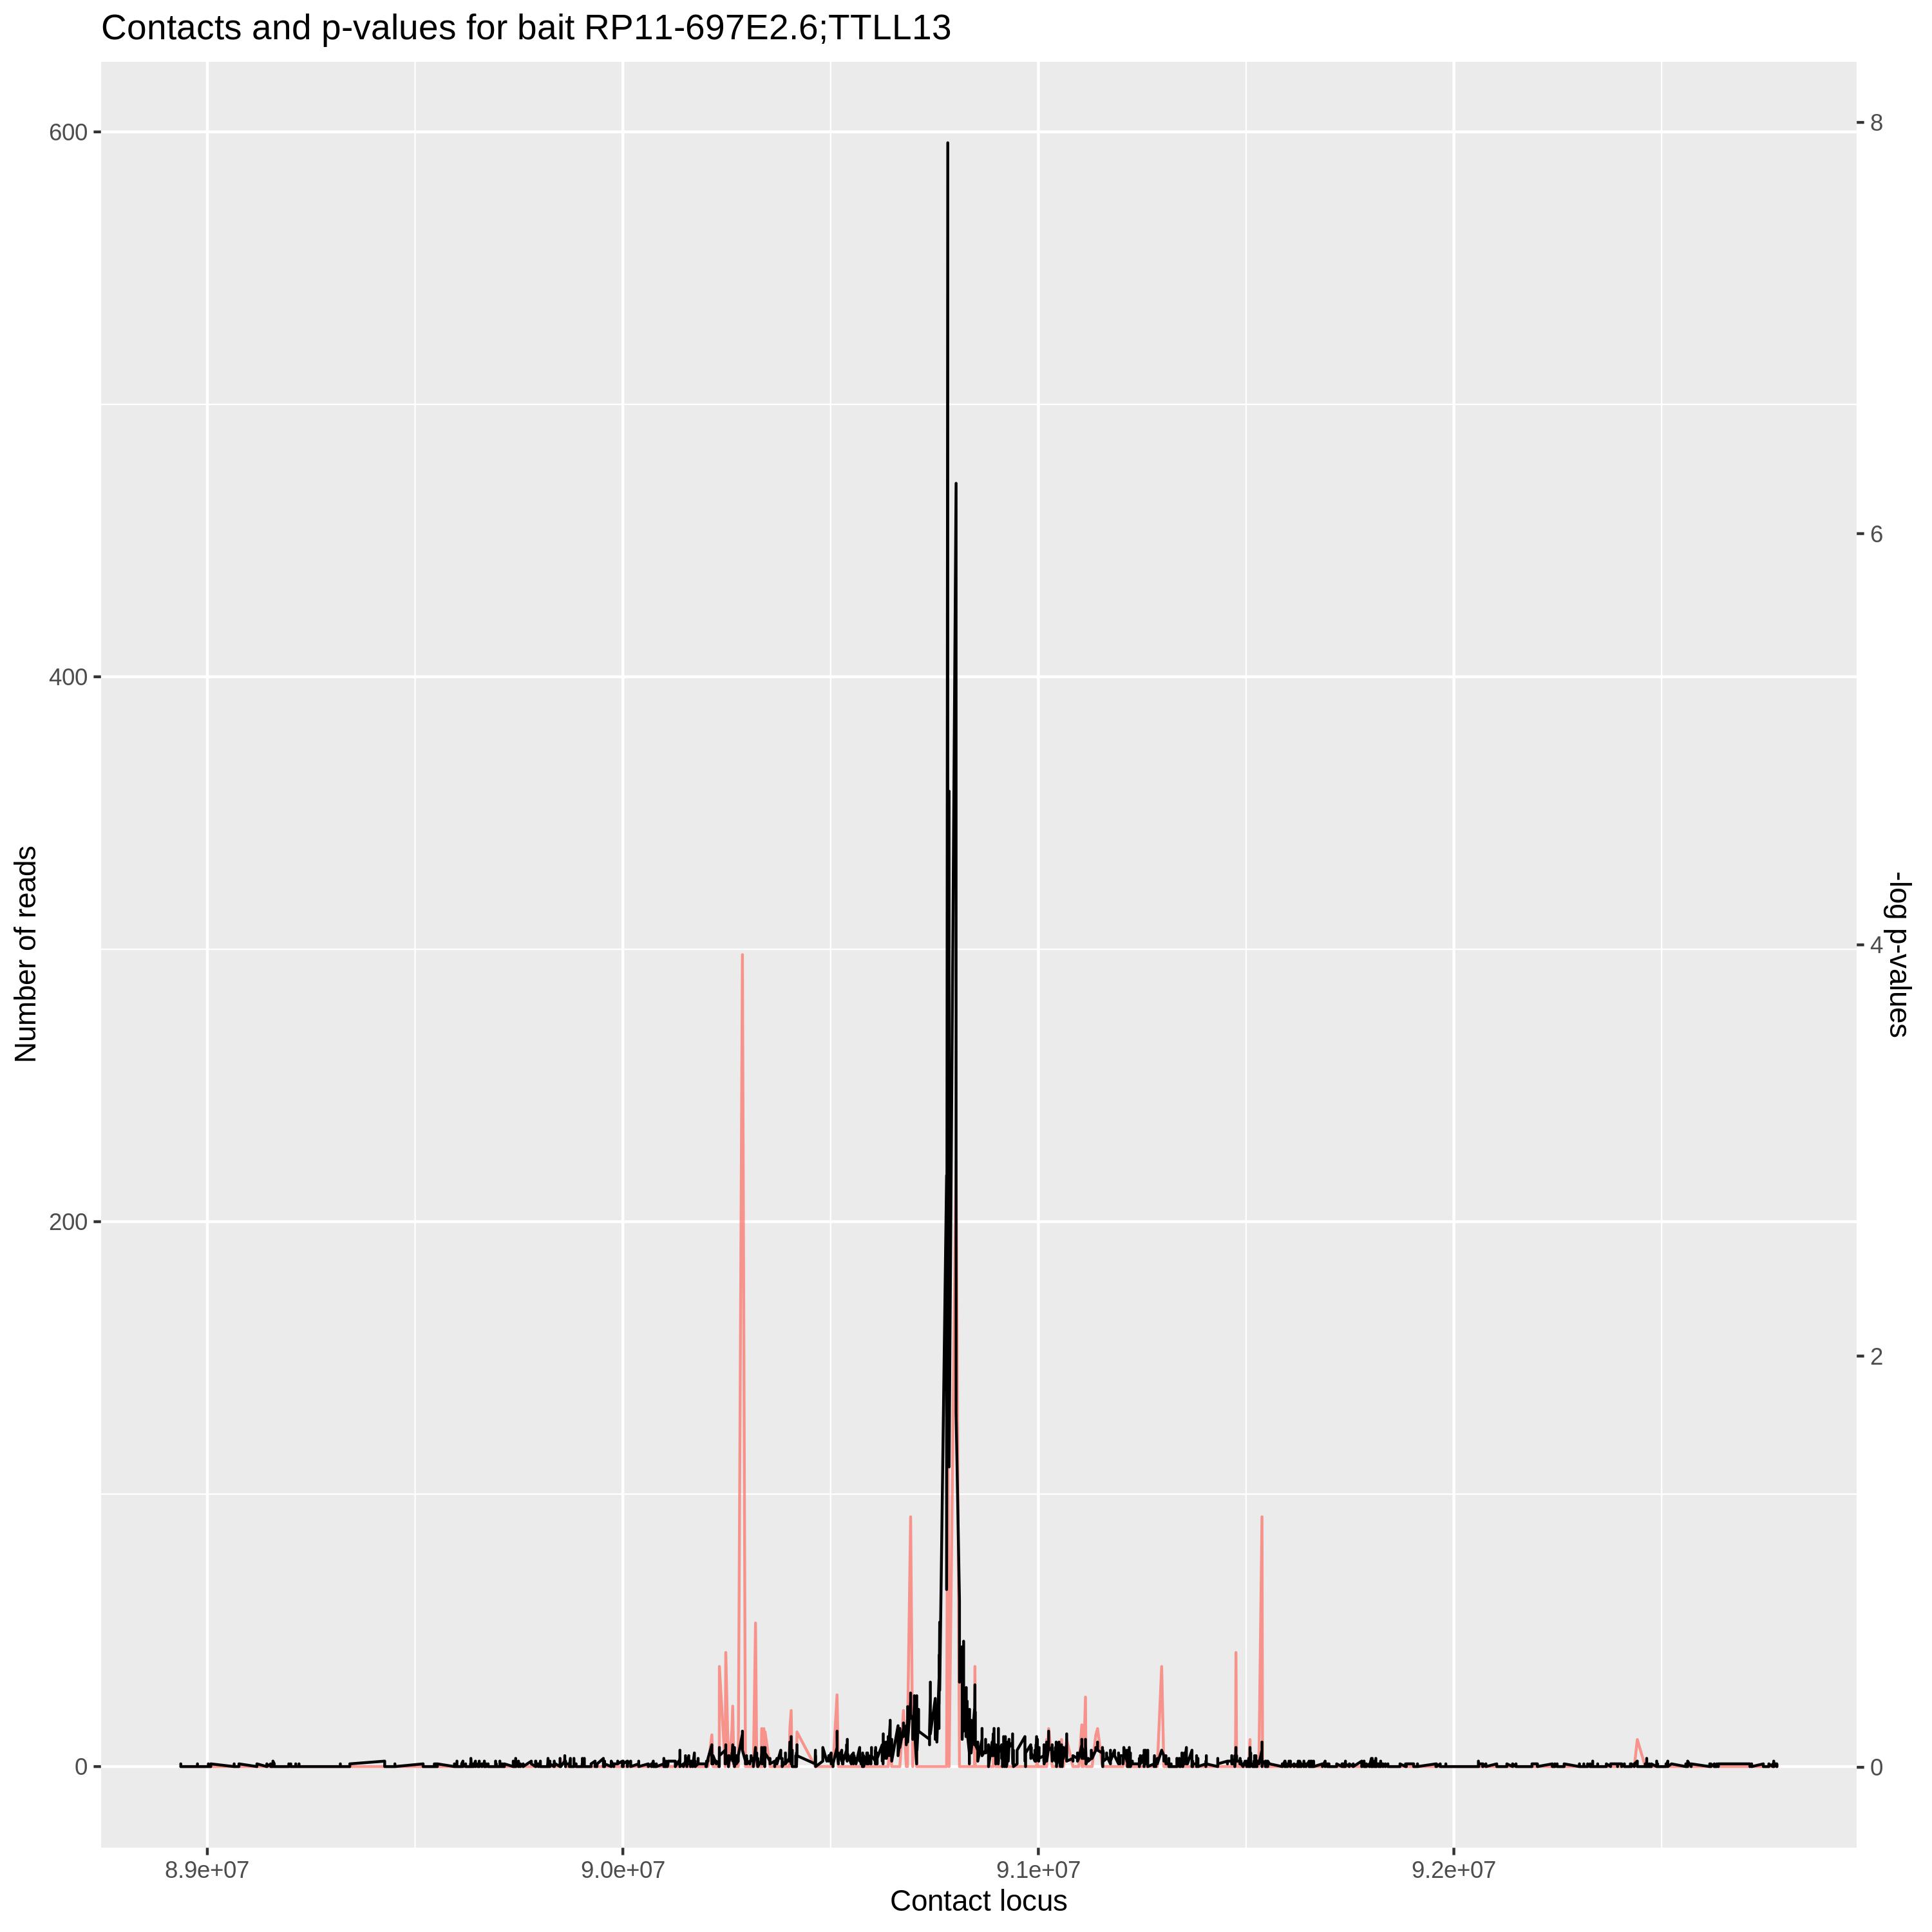 Contacts and p-values for bait RP11-697E2.6;TTLL13
600
400
200
0
Number of reads
8
6
4
2
0
-log p-values
8.9e+07
9.0e+07
9.1e+07
9.2e+07
Contact locus